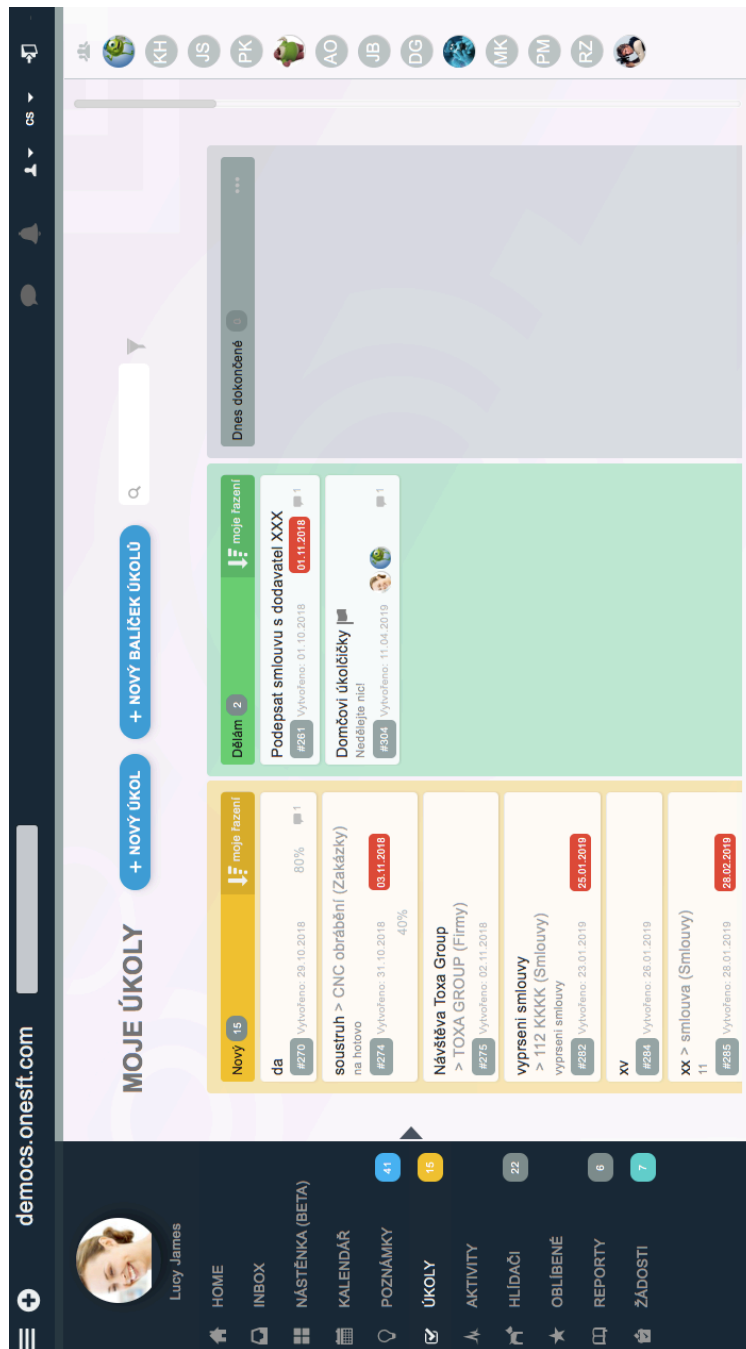 democs.onesft.com
cs
Lucy James
HOME
INBOX
NÁSTĚNKA (BETA)
KALENDÁŘ
POZNÁMKY 41
ÚKOLY 15
AKTIVITY
HLÍDAČI 22
OBLÍBENÉ
REPORTY 6
ŽÁDOSTI 7
MOJE ÚKOLY
+ NOVÝ ÚKOL
+ NOVÝ BALÍČEK ÚKOLŮ
Nový 15 moje řazení
da
#270 Vytvořeno: 29.10.2018 80% 1
soustruh > CNC obrábění (Zakázky)
na hotovo
#274 Vytvořeno: 31.10.2018 03.11.2018
40%
Návštěva Toxa Group
> TOXA GROUP (Firmy)
#275 Vytvořeno: 02.11.2018
vyprseni smlouvy
> 112 KKKK (Smlouvy)
vyprseni smlouvy
#282 Vytvořeno: 23.01.2019 25.01.2019
xv
#284 Vytvořeno: 26.01.2019
xx > smlouva (Smlouvy)
11
#285 Vytvořeno: 28.01.2019 28.02.2019
Dělám 2 moje řazení
Podepsat smlouvu s dodavatel XXX
#261 Vytvořeno: 01.10.2018 01.11.2018 1
Domčovi úkolčičky
Nedělejte nic!
#304 Vytvořeno: 11.04.2019 1
Dnes dokončené 0 ...
KH
JS
PK
AO
JB
DG
MK
PM
RZ